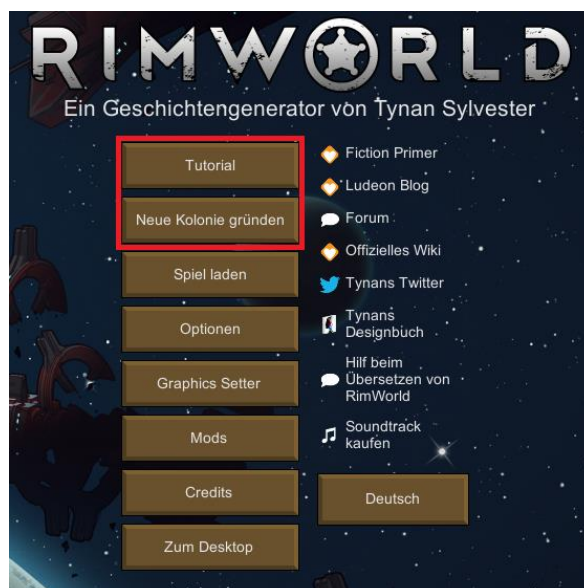 RIMWORLD
Ein Geschichtengenerator von Tynan Sylvester
Tutorial
Neue Kolonie gründen
Spiel laden
Optionen
Graphics Setter
Mods
Credits
Zum Desktop
Fiction Primer
Ludeon Blog
Forum
Offizielles Wiki
Tynans Twitter
Tynans
Designbuch
Hilf beim
Übersetzen von
RimWorld
Soundtrack
kaufen
Deutsch